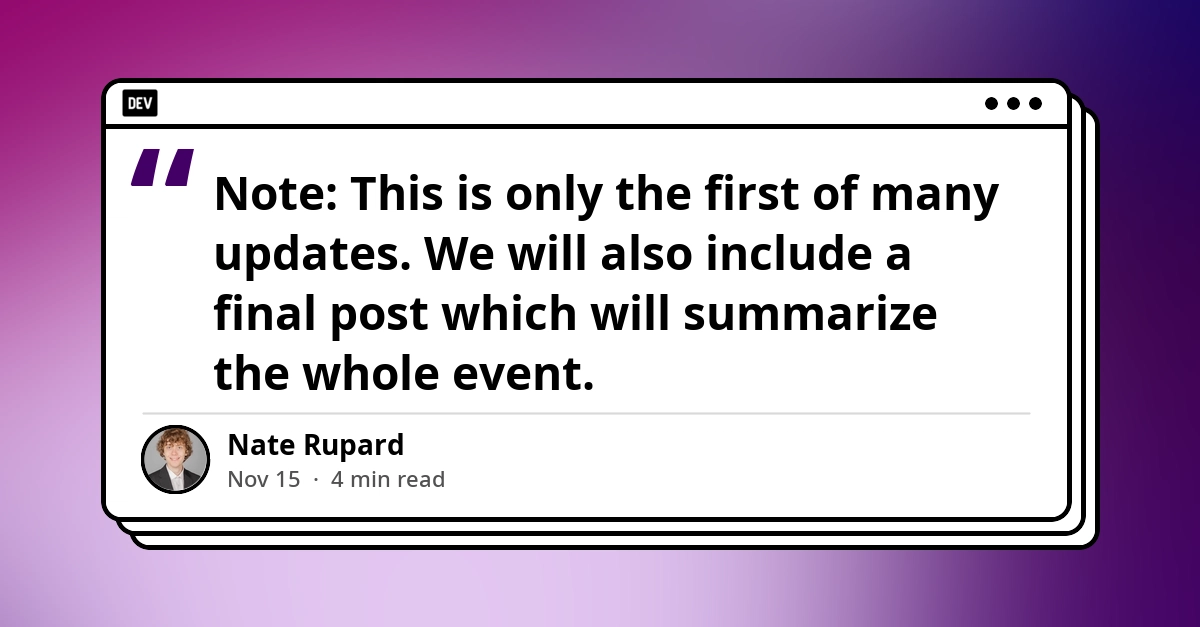 DEV
“
Note: This is only the first of many
updates. We will also include a
final post which will summarize
the whole event.
Nate Rupard
Nov 15 · 4 min read